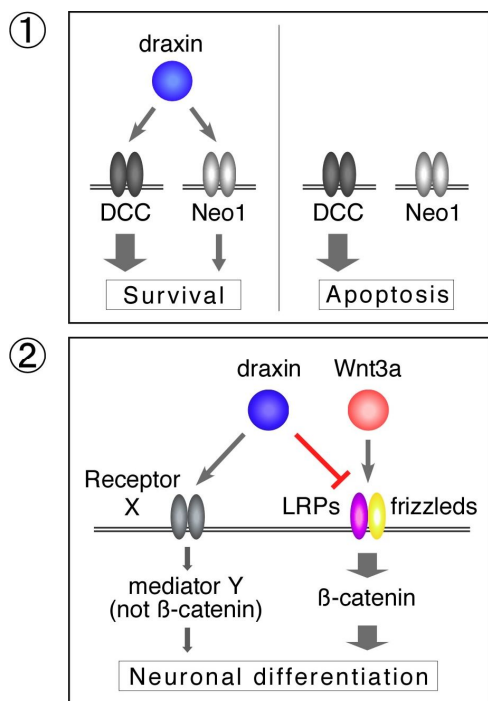 ①
draxin
DCC Neo1
Survival
DCC Neo1
Apoptosis
②
draxin Wnt3a
Receptor
X
LRPs frizzleds
mediator Y
(not ß-catenin)
ß-catenin
Neuronal differentiation